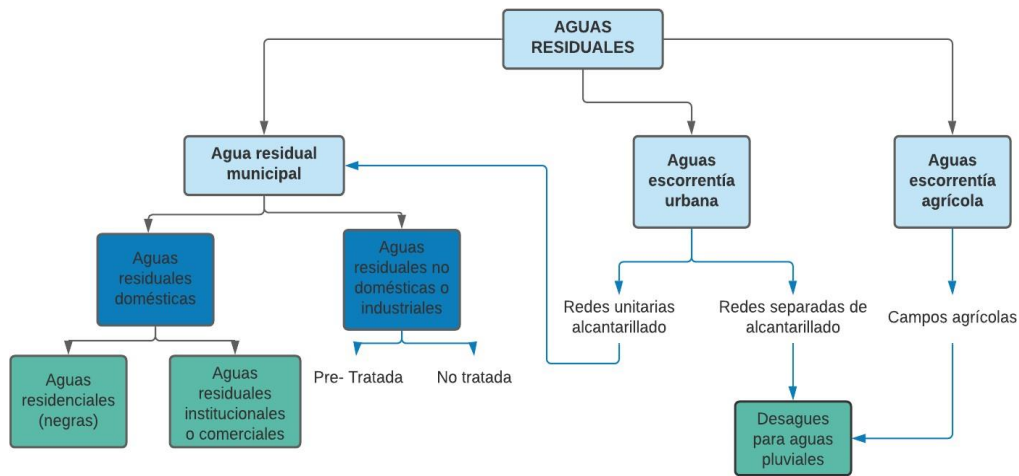 AGUAS
RESIDUALES
Agua residual
municipal
Aguas
escorrentía
urbana
Aguas
escorrentía
agrícola
Aguas
residuales
domésticas
Aguas
residuales no
domésticas o
industriales
Redes unitarias
alcantarillado
Redes separadas de
alcantarillado
Campos agrícolas
Aguas
residenciales
(negras)
Aguas
residuales
institucionales
o comerciales
Pre- Tratada
No tratada
Desagues
para aguas
pluviales